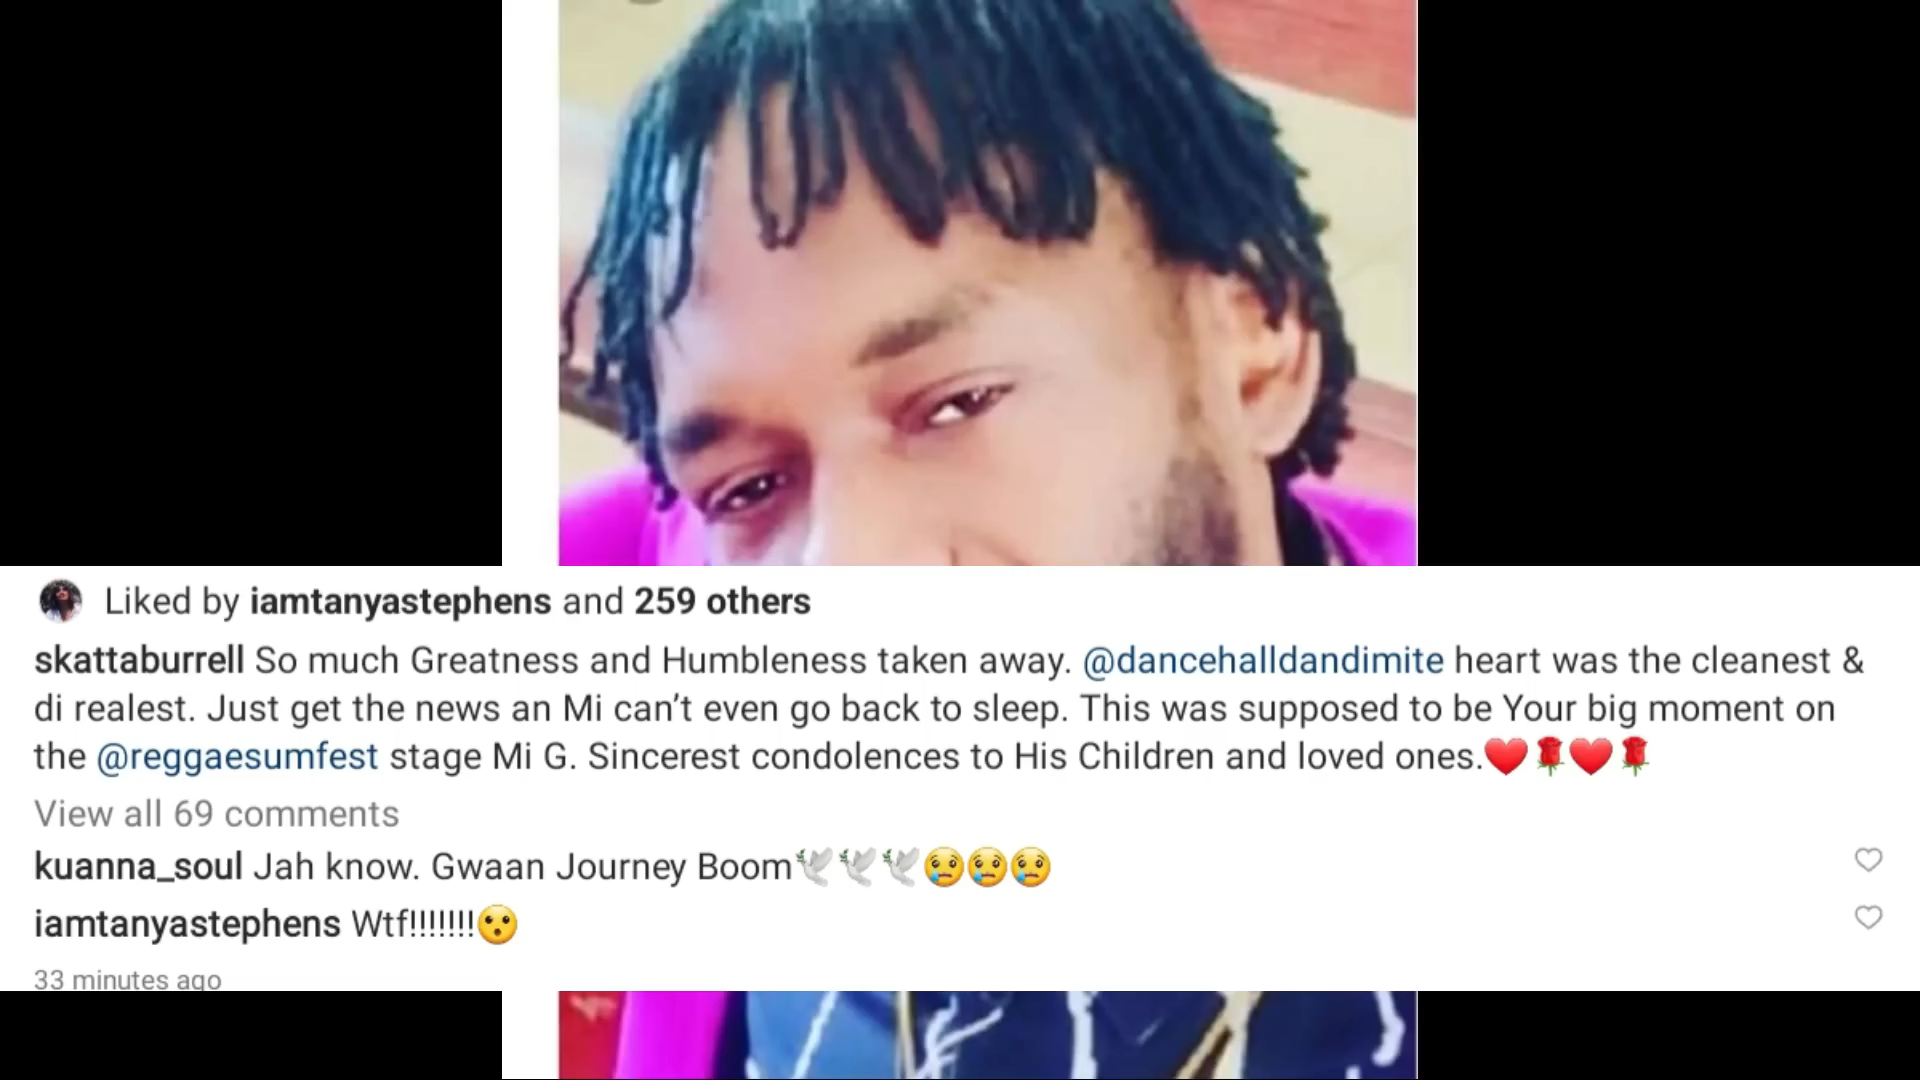 Liked by iamtanyastephens and 259 others
skattaburrell So much Greatness and Humbleness taken away. @dancehalldandimite heart was the cleanest &
di realest. Just get the news an Mi can’t even go back to sleep. This was supposed to be Your big moment on
the @reggaesumfest stage Mi G. Sincerest condolences to His Children and loved ones.❤️🌹❤️🌹
View all 69 comments
kuanna_soul Jah know. Gwaan Journey Boom🕊️🕊️🕊️😢😢😢
iamtanyastephens Wtf!!!!!!!😯
33 minutes ago